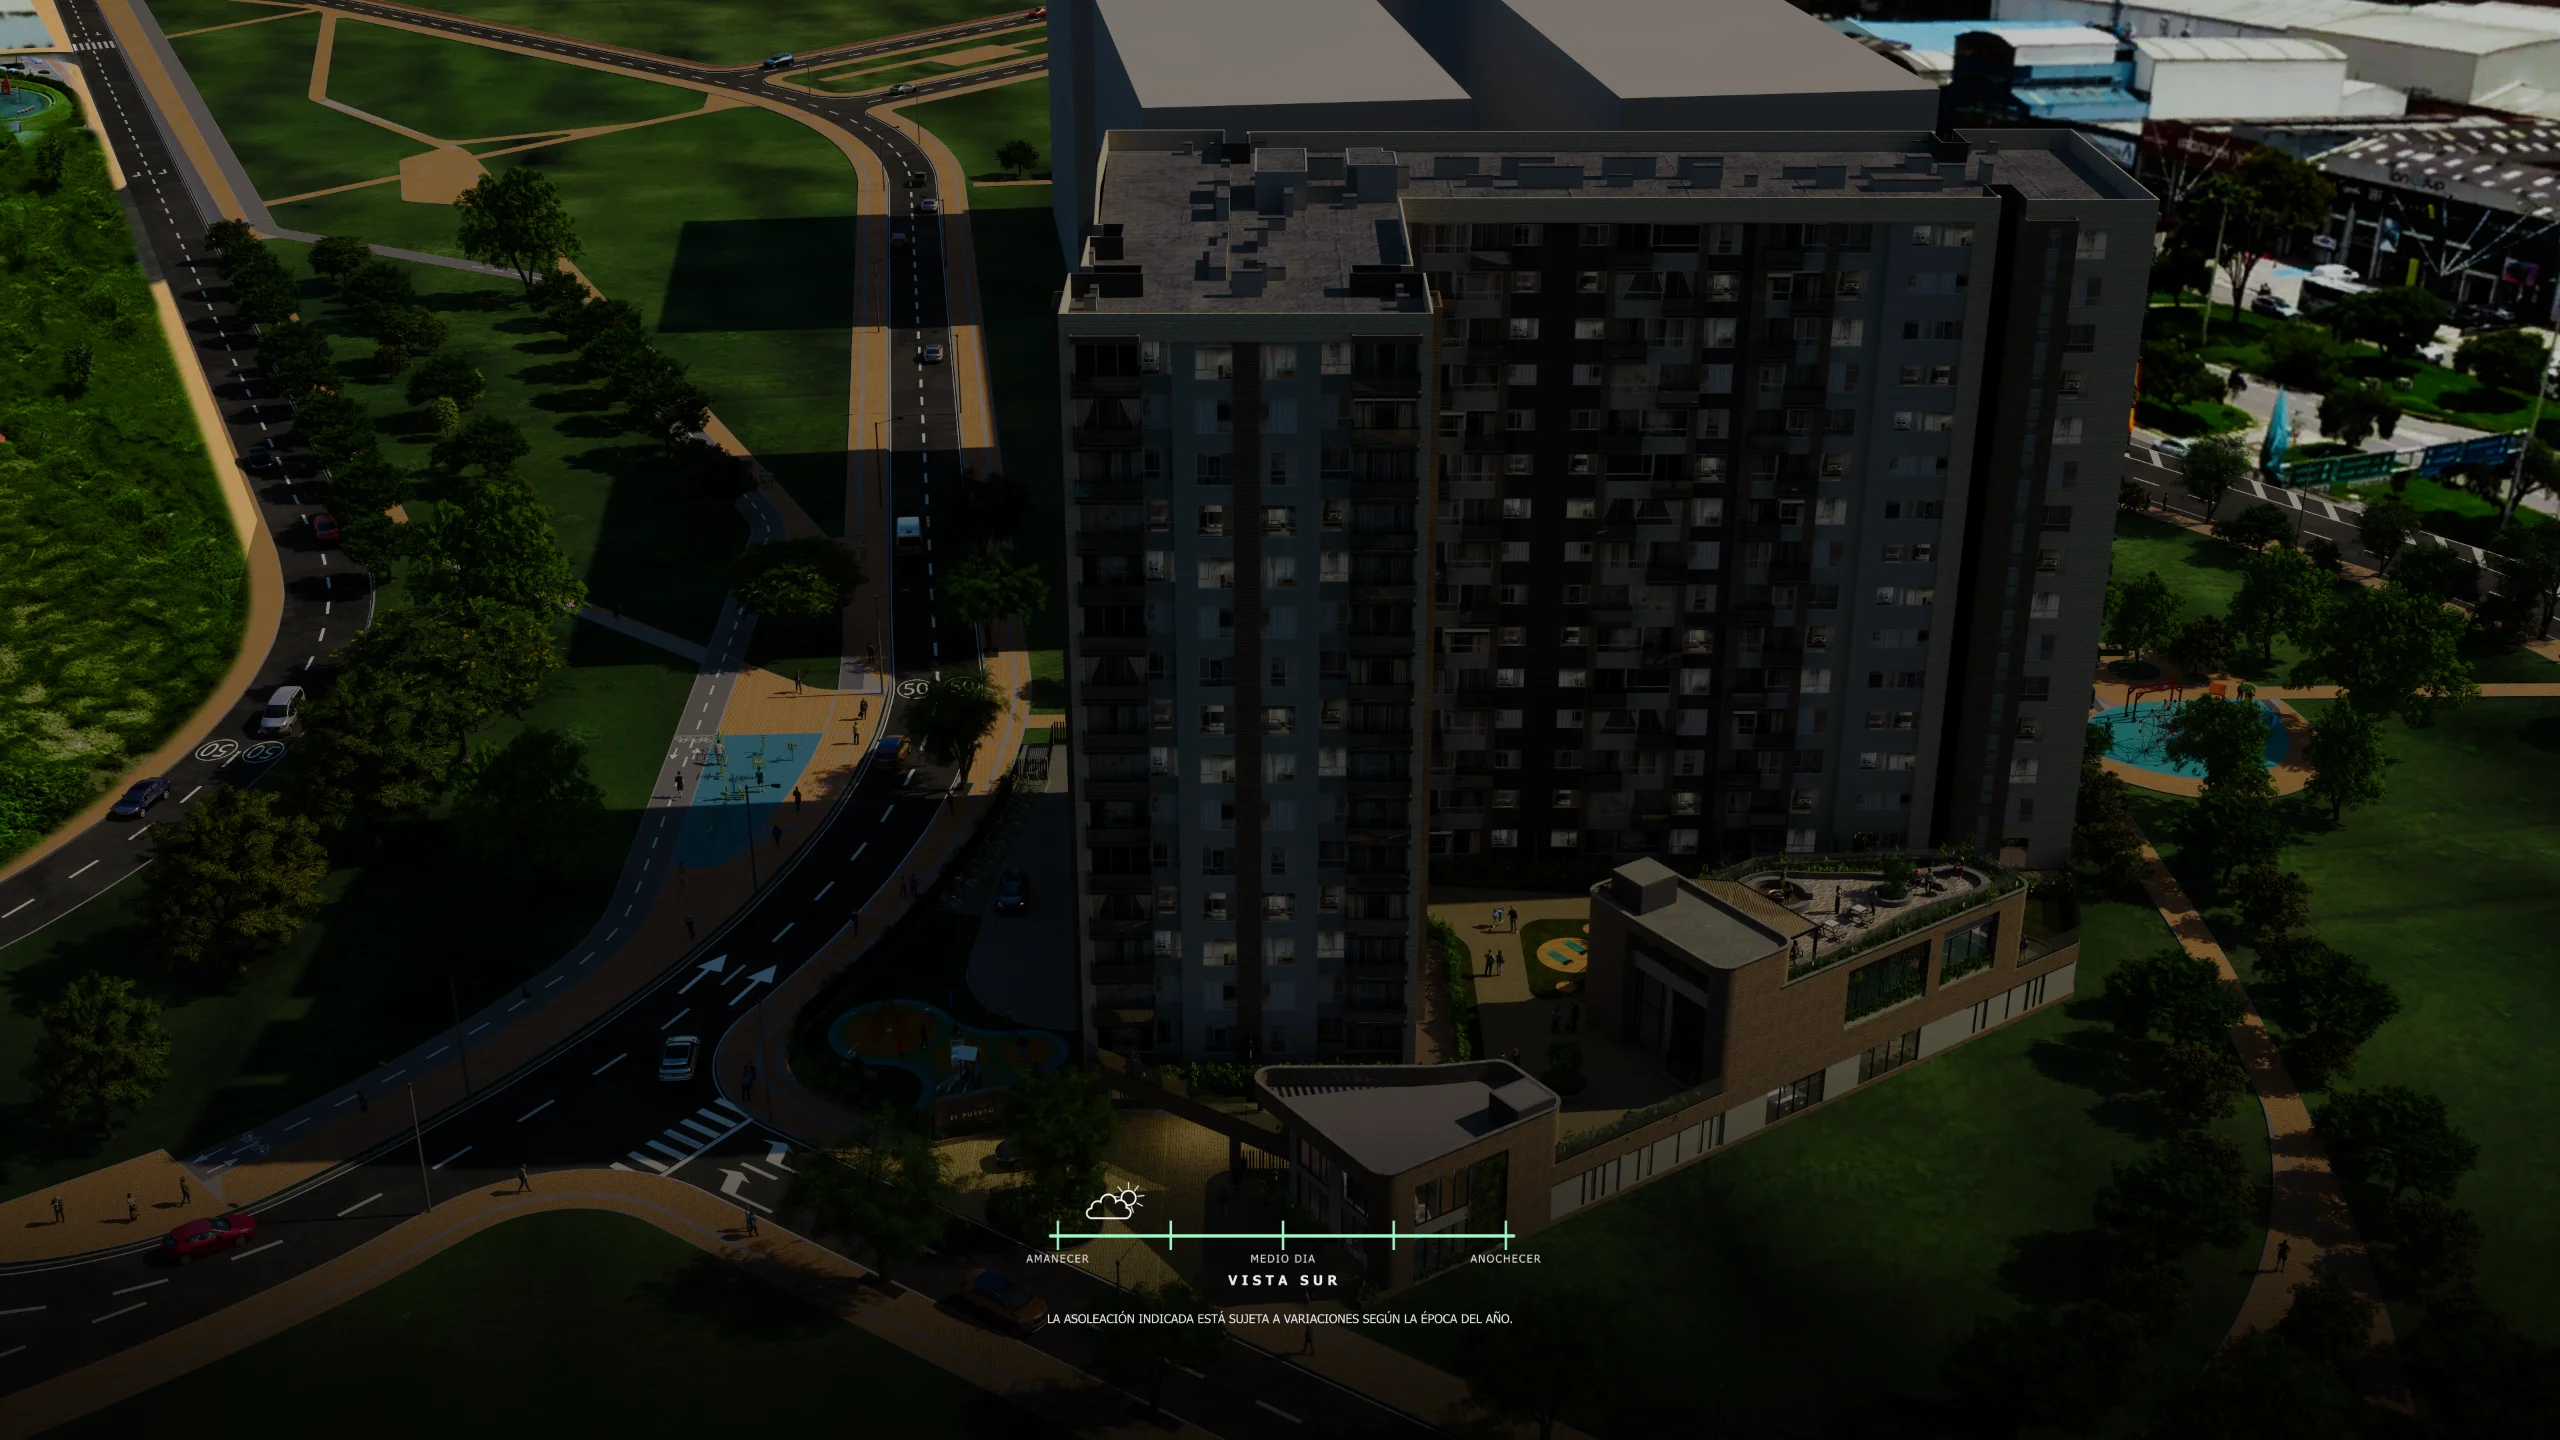 50
50
50/50
AMANECER
MEDIO DIA
ANOCHECER
VISTA SUR
LA ASOLEACIÓN INDICADA ESTÁ SUJETA A VARIACIONES SEGÚN LA ÉPOCA DEL AÑO.